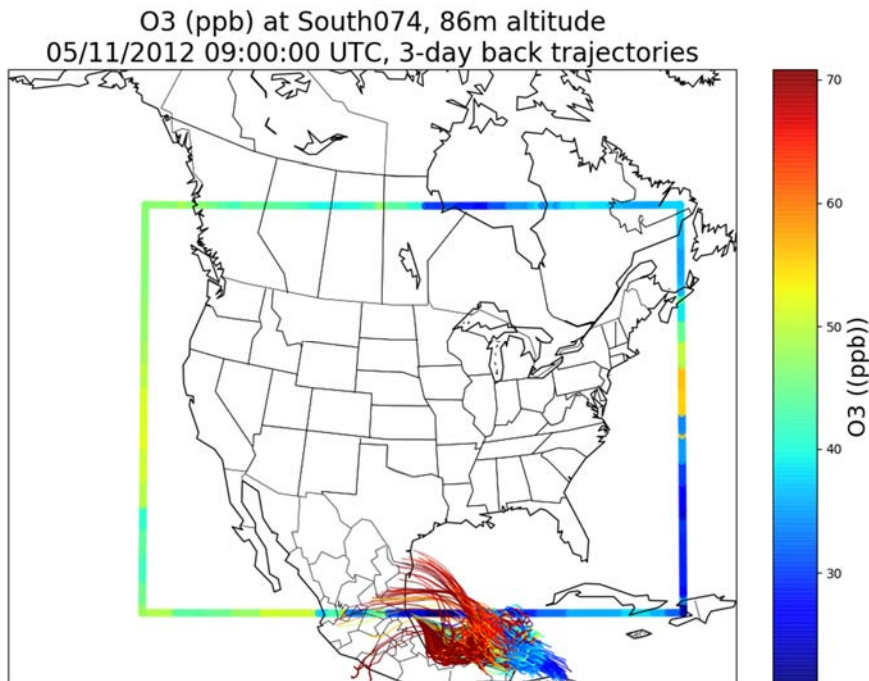 O3 (ppb) at South074, 86m altitude
05/11/2012 09:00:00 UTC, 3-day back trajectories
70
60
50
40
30
O3 ((ppb))